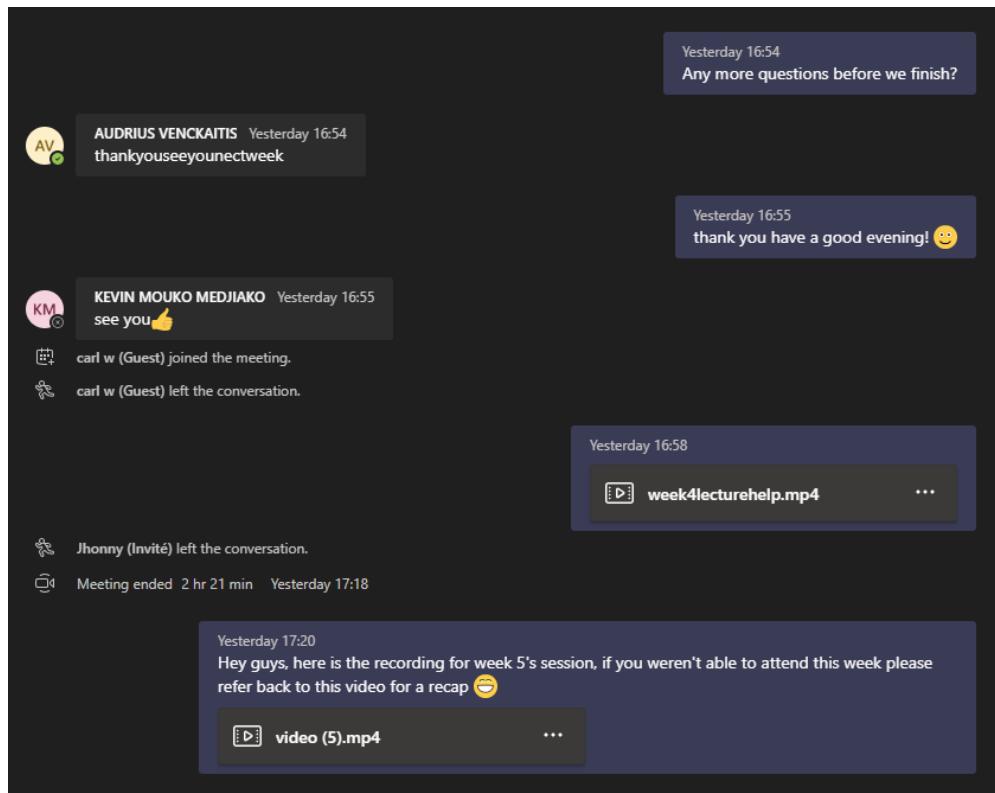 Yesterday 16:54
Any more questions before we finish?
AV
AUDRIUS VENCKAITIS Yesterday 16:54
thankyouseeyounectweek
Yesterday 16:55
thank you have a good evening! 🙂
KM
KEVIN MOUKO MEDJIAKO Yesterday 16:55
see you👍
carl w (Guest) joined the meeting.
carl w (Guest) left the conversation.
Yesterday 16:58
week4lecturehelp.mp4
Jhonny (Invité) left the conversation.
Meeting ended 2 hr 21 min Yesterday 17:18
Yesterday 17:20
Hey guys, here is the recording for week 5's session, if you weren't able to attend this week please
refer back to this video for a recap 😄
video (5).mp4